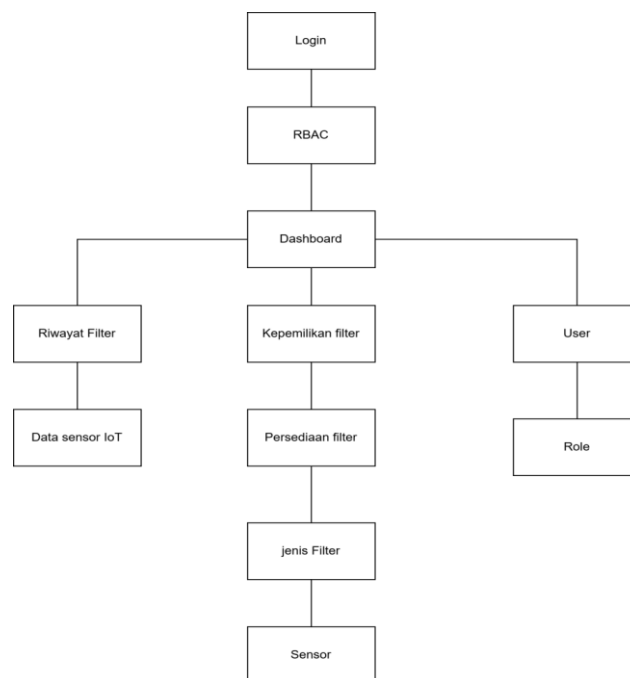 Login
RBAC
Dashboard
Riwayat Filter
Kepemilikan filter
User
Data sensor IoT
Persediaan filter
Role
jenis Filter
Sensor